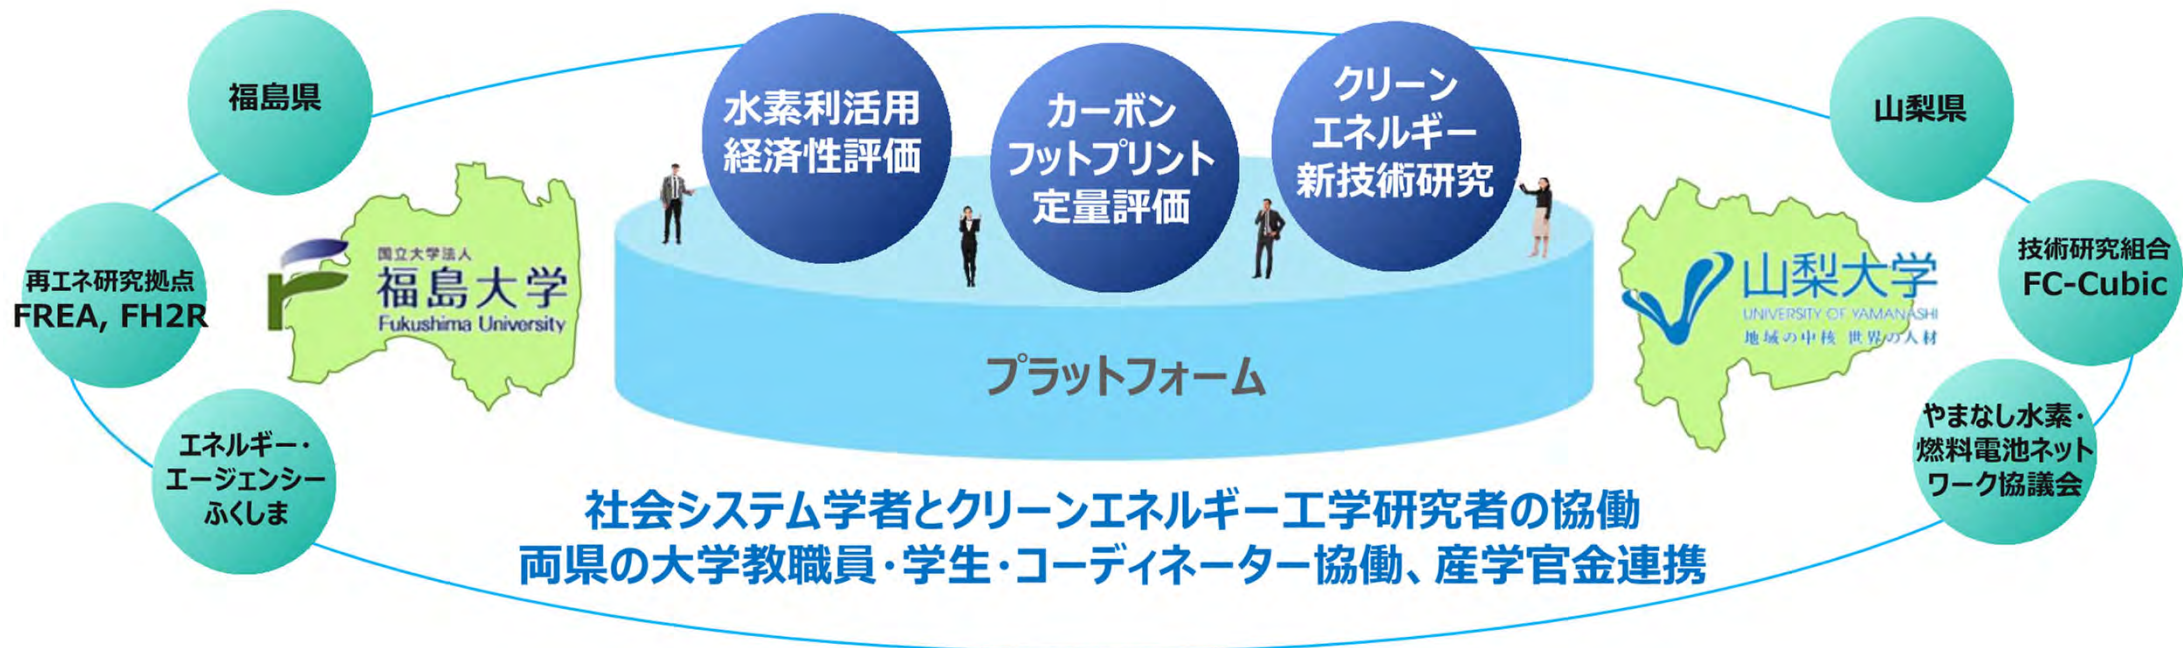 福島県
再エネ研究拠点
FREA, FH2R
エネルギー・
エージェンシー
ふくしま
国立大学法人
福島大学
Fukushima University
水素利活用
経済性評価
カーボン
フットプリント
定量評価
クリーン
エネルギー
新技術研究
プラットフォーム
山梨大学
UNIVERSITY OF YAMANASHI
地域の中核 世界の人材
山梨県
技術研究組合
FC-Cubic
やまなし水素・
燃料電池ネット
ワーク協議会
社会システム学者とクリーンエネルギー工学研究者の協働
両県の大学教職員・学生・コーディネーター協働、産学官金連携